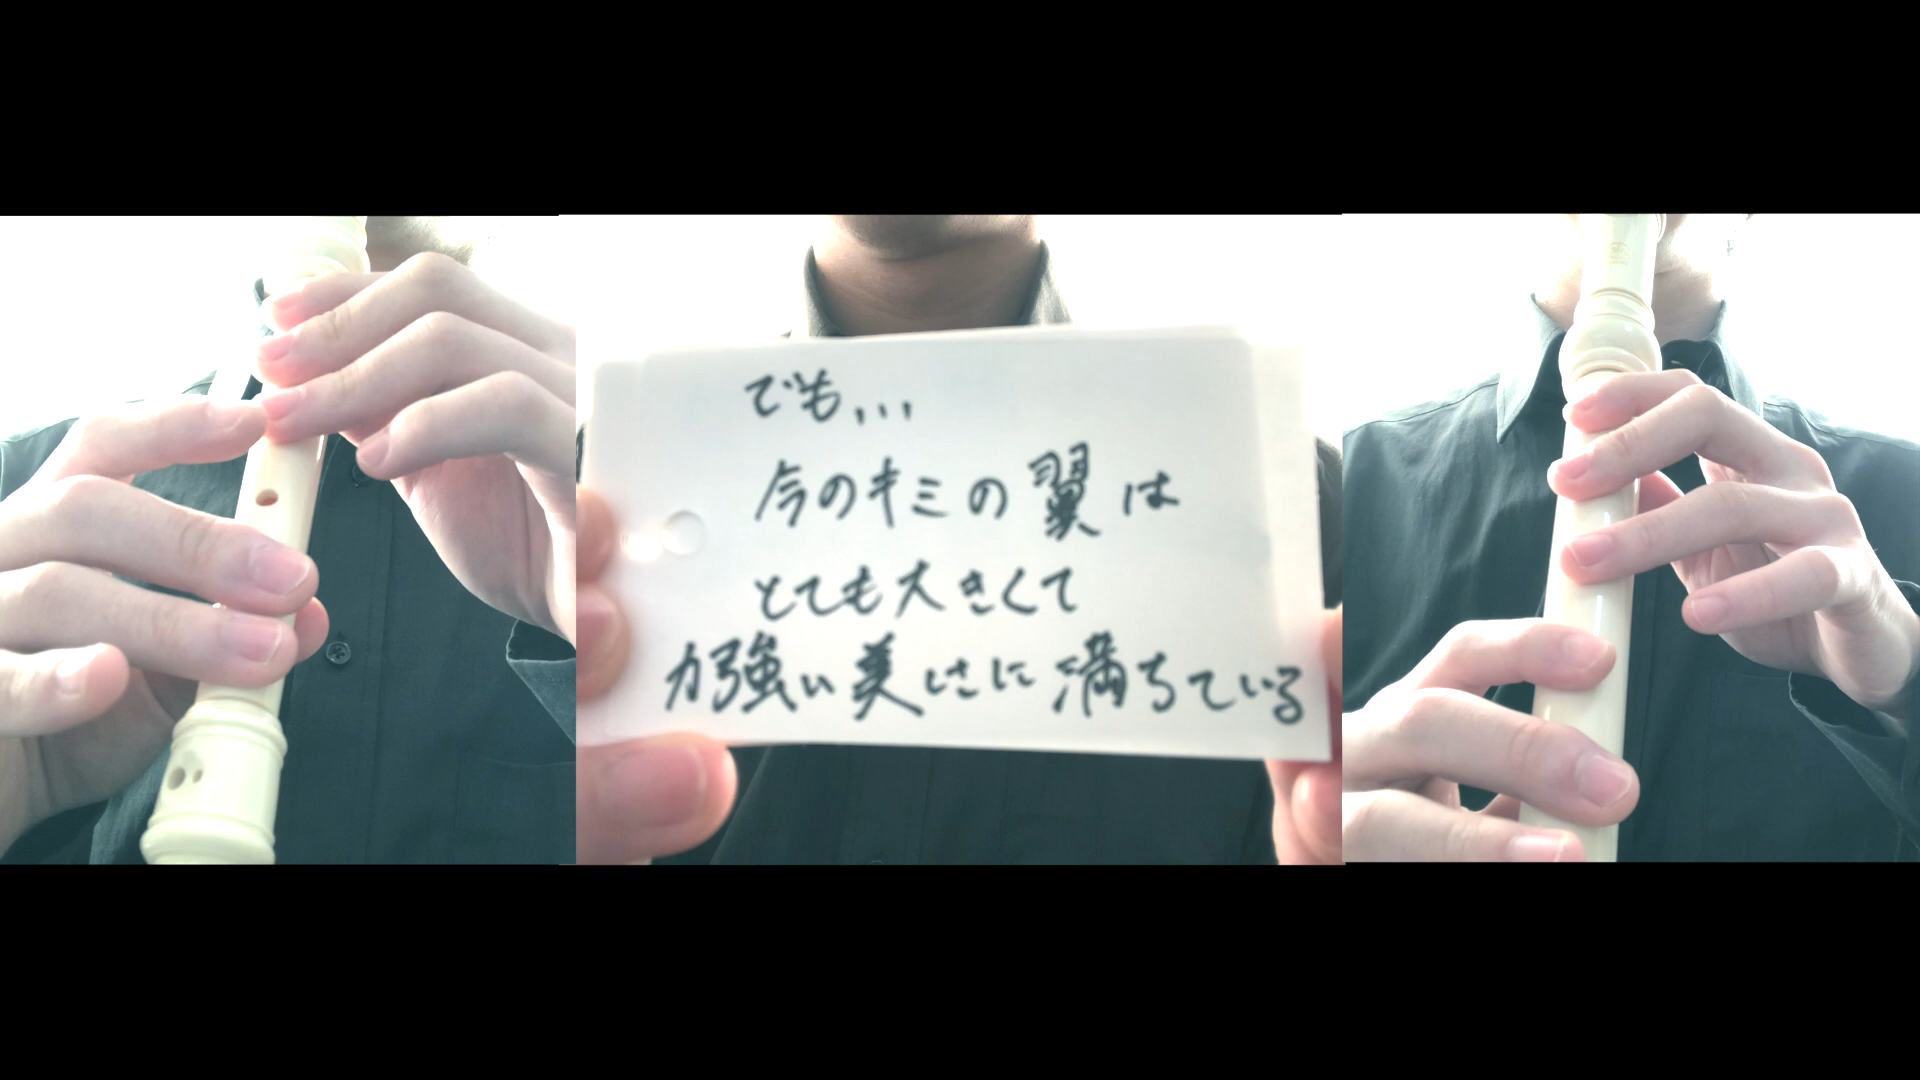 でも,,,
今のキミの翼は
とても大きくて
力強い美しさに満ちている